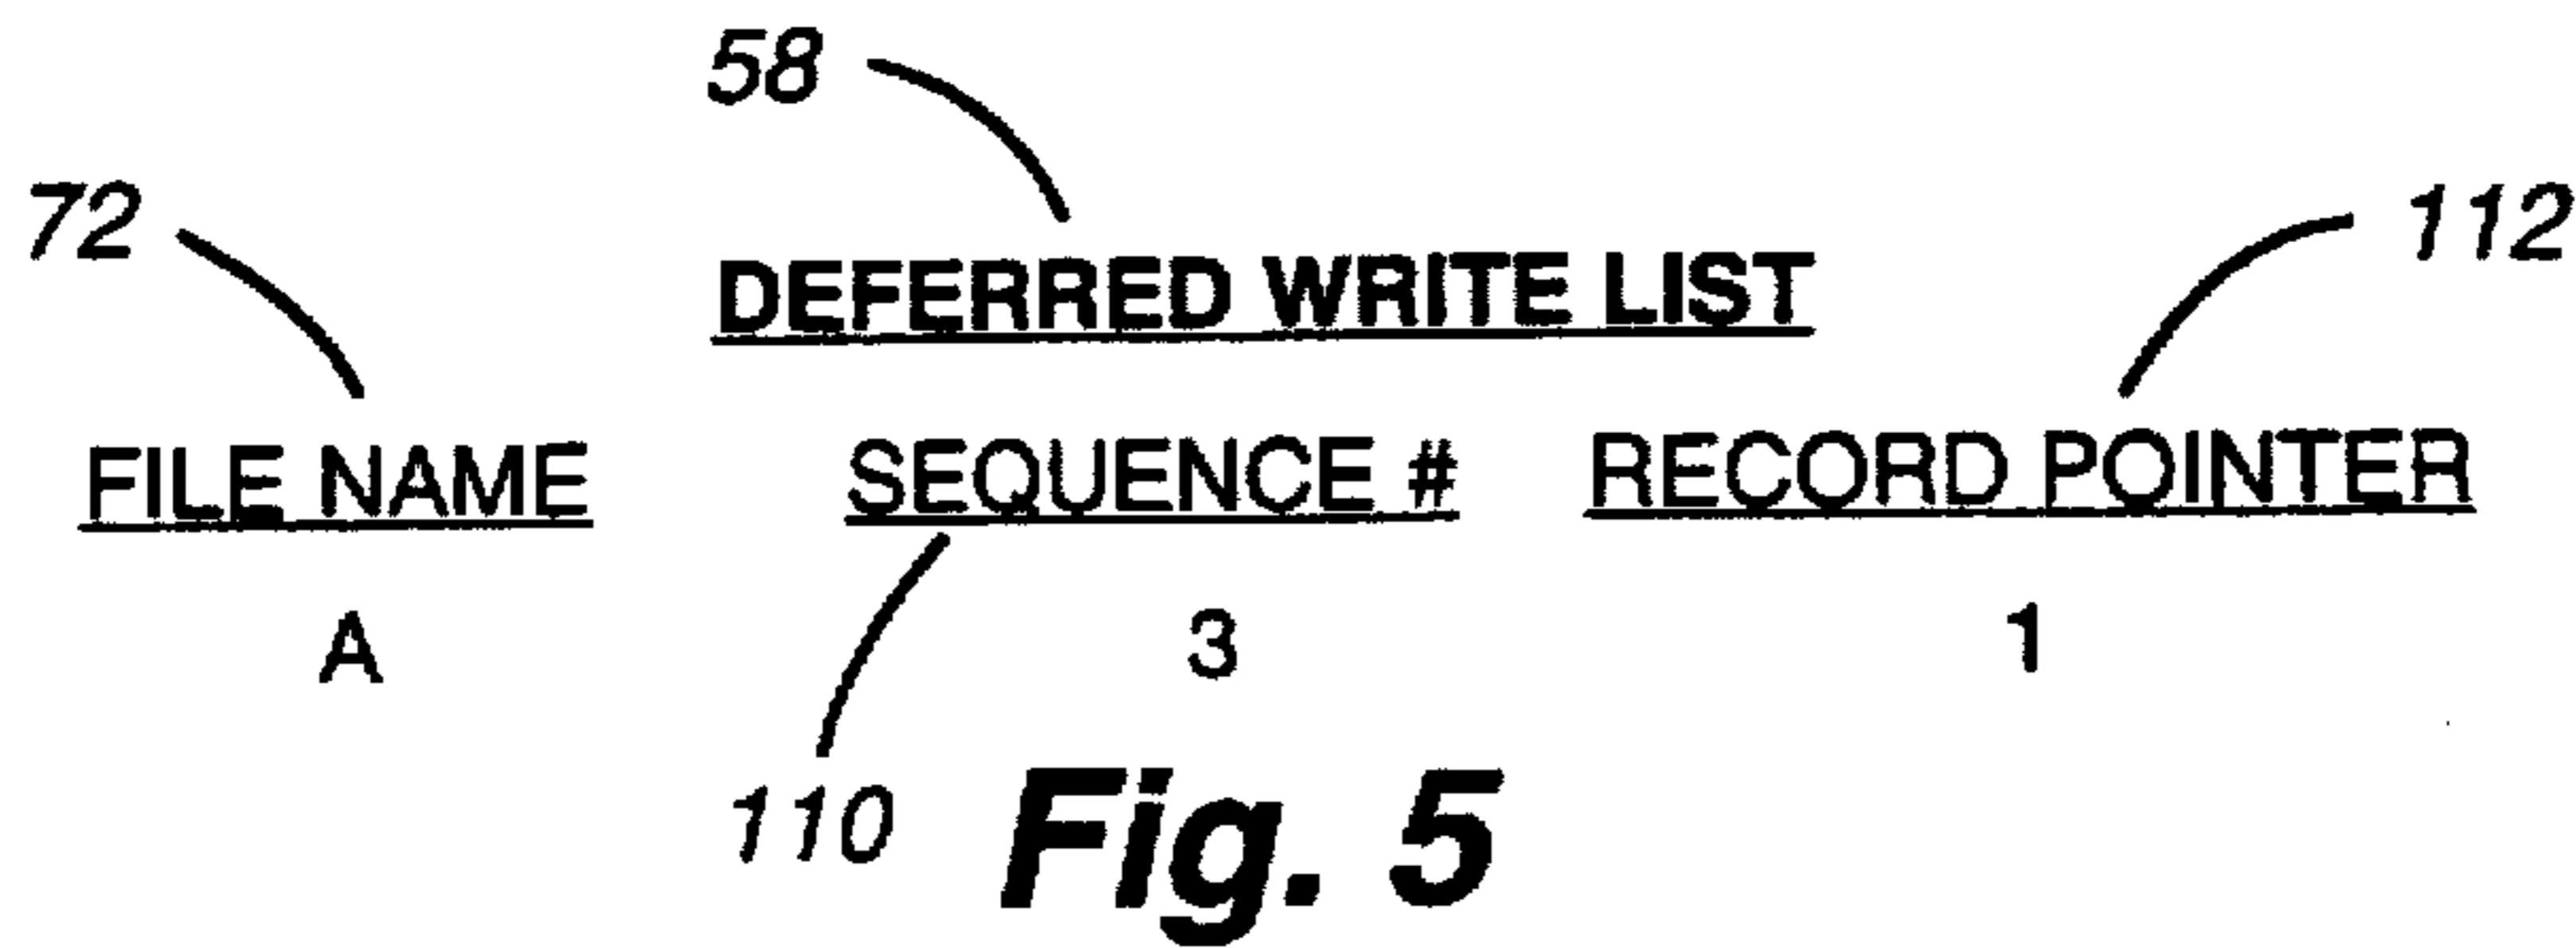 58
72
112
DEFERRED WRITE LIST
FILE NAME SEQUENCE # RECORD POINTER
A 3 1
110
Fig. 5